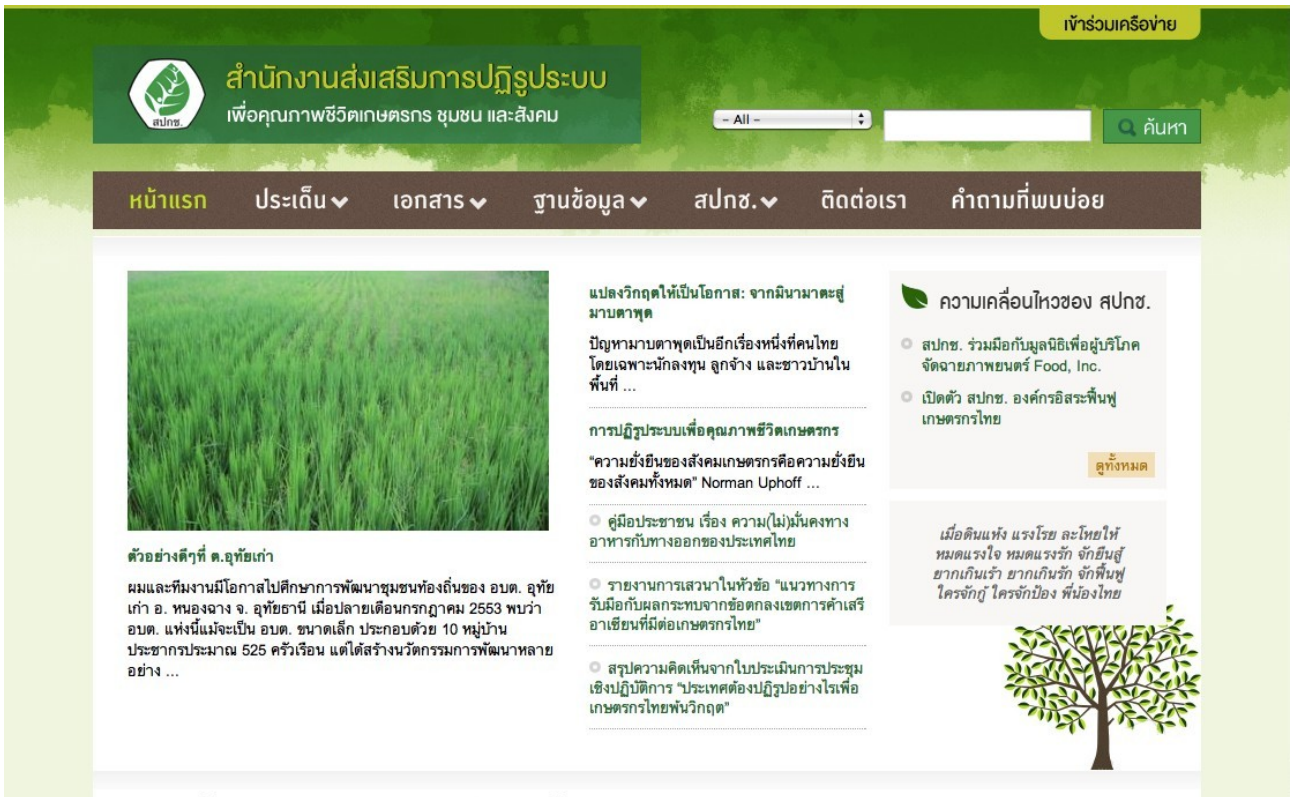 เข้าร่วมเครือข่าย
สำนักงานส่งเสริมการปฏิรูประบบ
เพื่อคุณภาพชีวิตเกษตรกร ชุมชน และสังคม
สปกช.
- All -
ค้นหา
หน้าแรก ประเด็น เอกสาร ฐานข้อมูล สปกช. ติดต่อเรา คำถามที่พบบ่อย
ตัวอย่างดีๆที่ ต.อุทัยเก่า
ผมและทีมงานมีโอกาสไปศึกษาการพัฒนาชุมชนท้องถิ่นของ อบต. อุทัย
เก่า อ. หนองฉาง จ. อุทัยธานี เมื่อปลายเดือนกรกฎาคม 2553 พบว่า
อบต. แห่งนี้แม้จะเป็น อบต. ขนาดเล็ก ประกอบด้วย 10 หมู่บ้าน
ประชากรประมาณ 525 ครัวเรือน แต่ได้สร้างนวัตกรรมการพัฒนาหลาย
อย่าง ...
แปลงวิกฤตให้เป็นโอกาส: จากมินามาตะสู่
มาบตาพุด
ปัญหามาบตาพุดเป็นอีกเรื่องหนึ่งที่คนไทย
โดยเฉพาะนักลงทุน ลูกจ้าง และชาวบ้านใน
พื้นที่ ...
การปฏิรูประบบเพื่อคุณภาพชีวิตเกษตรกร
“ความยั่งยืนของสังคมเกษตรกรคือความยั่งยืน
ของสังคมทั้งหมด” Norman Uphoff ...
คู่มือประชาชน เรื่อง ความ(ไม่)มั่นคงทาง
อาหารกับทางออกของประเทศไทย
รายงานการเสวนาในหัวข้อ “แนวทางการ
รับมือกับผลกระทบจากข้อตกลงเขตการค้าเสรี
อาเซียนที่มีต่อเกษตรกรไทย”
สรุปความคิดเห็นจากใบประเมินการประชุม
เชิงปฏิบัติการ “ประเทศต้องปฏิรูปอย่างไรเพื่อ
เกษตรกรไทยพ้นวิกฤต”
ความเคลื่อนไหวของ สปกช.
สปกช. ร่วมมือกับมูลนิธิเพื่อผู้บริโภค
จัดฉายภาพยนตร์ Food, Inc.
เปิดตัว สปกช. องค์กรอิสระฟื้นฟู
เกษตรกรไทย
ดูทั้งหมด
เมื่อดินแห้ง แรงโรย ละโหยให้
หมดแรงใจ หมดแรงรัก จักยืนสู้
ยากเกินเร้า ยากเกินรัก จักฟื้นฟู
ใครจักกู้ ใครจักป้อง พี่น้องไทย